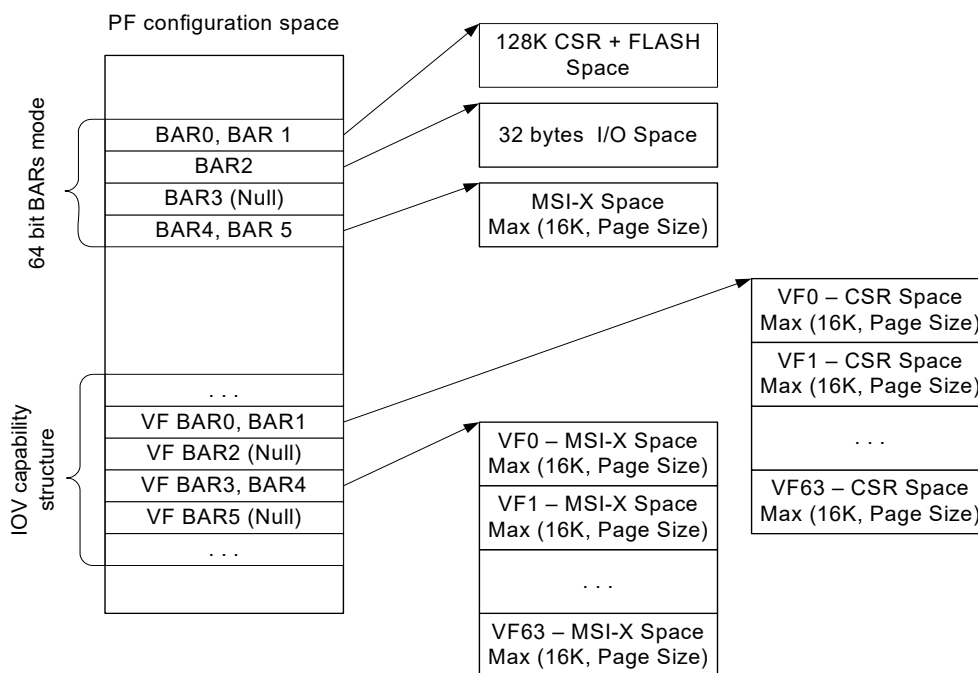 PF configuration space
64 bit BARs mode
BAR0, BAR 1
BAR2
BAR3 (Null)
BAR4, BAR 5
128K CSR + FLASH
Space
32 bytes I/O Space
MSI-X Space
Max (16K, Page Size)
IOV capability
structure
. . .
VF BAR0, BAR1
VF BAR2 (Null)
VF BAR3, BAR4
VF BAR5 (Null)
. . .
VF0 – MSI-X Space
Max (16K, Page Size)
VF1 – MSI-X Space
Max (16K, Page Size)
. . .
VF63 – MSI-X Space
Max (16K, Page Size)
VF0 – CSR Space
Max (16K, Page Size)
VF1 – CSR Space
Max (16K, Page Size)
. . .
VF63 – CSR Space
Max (16K, Page Size)